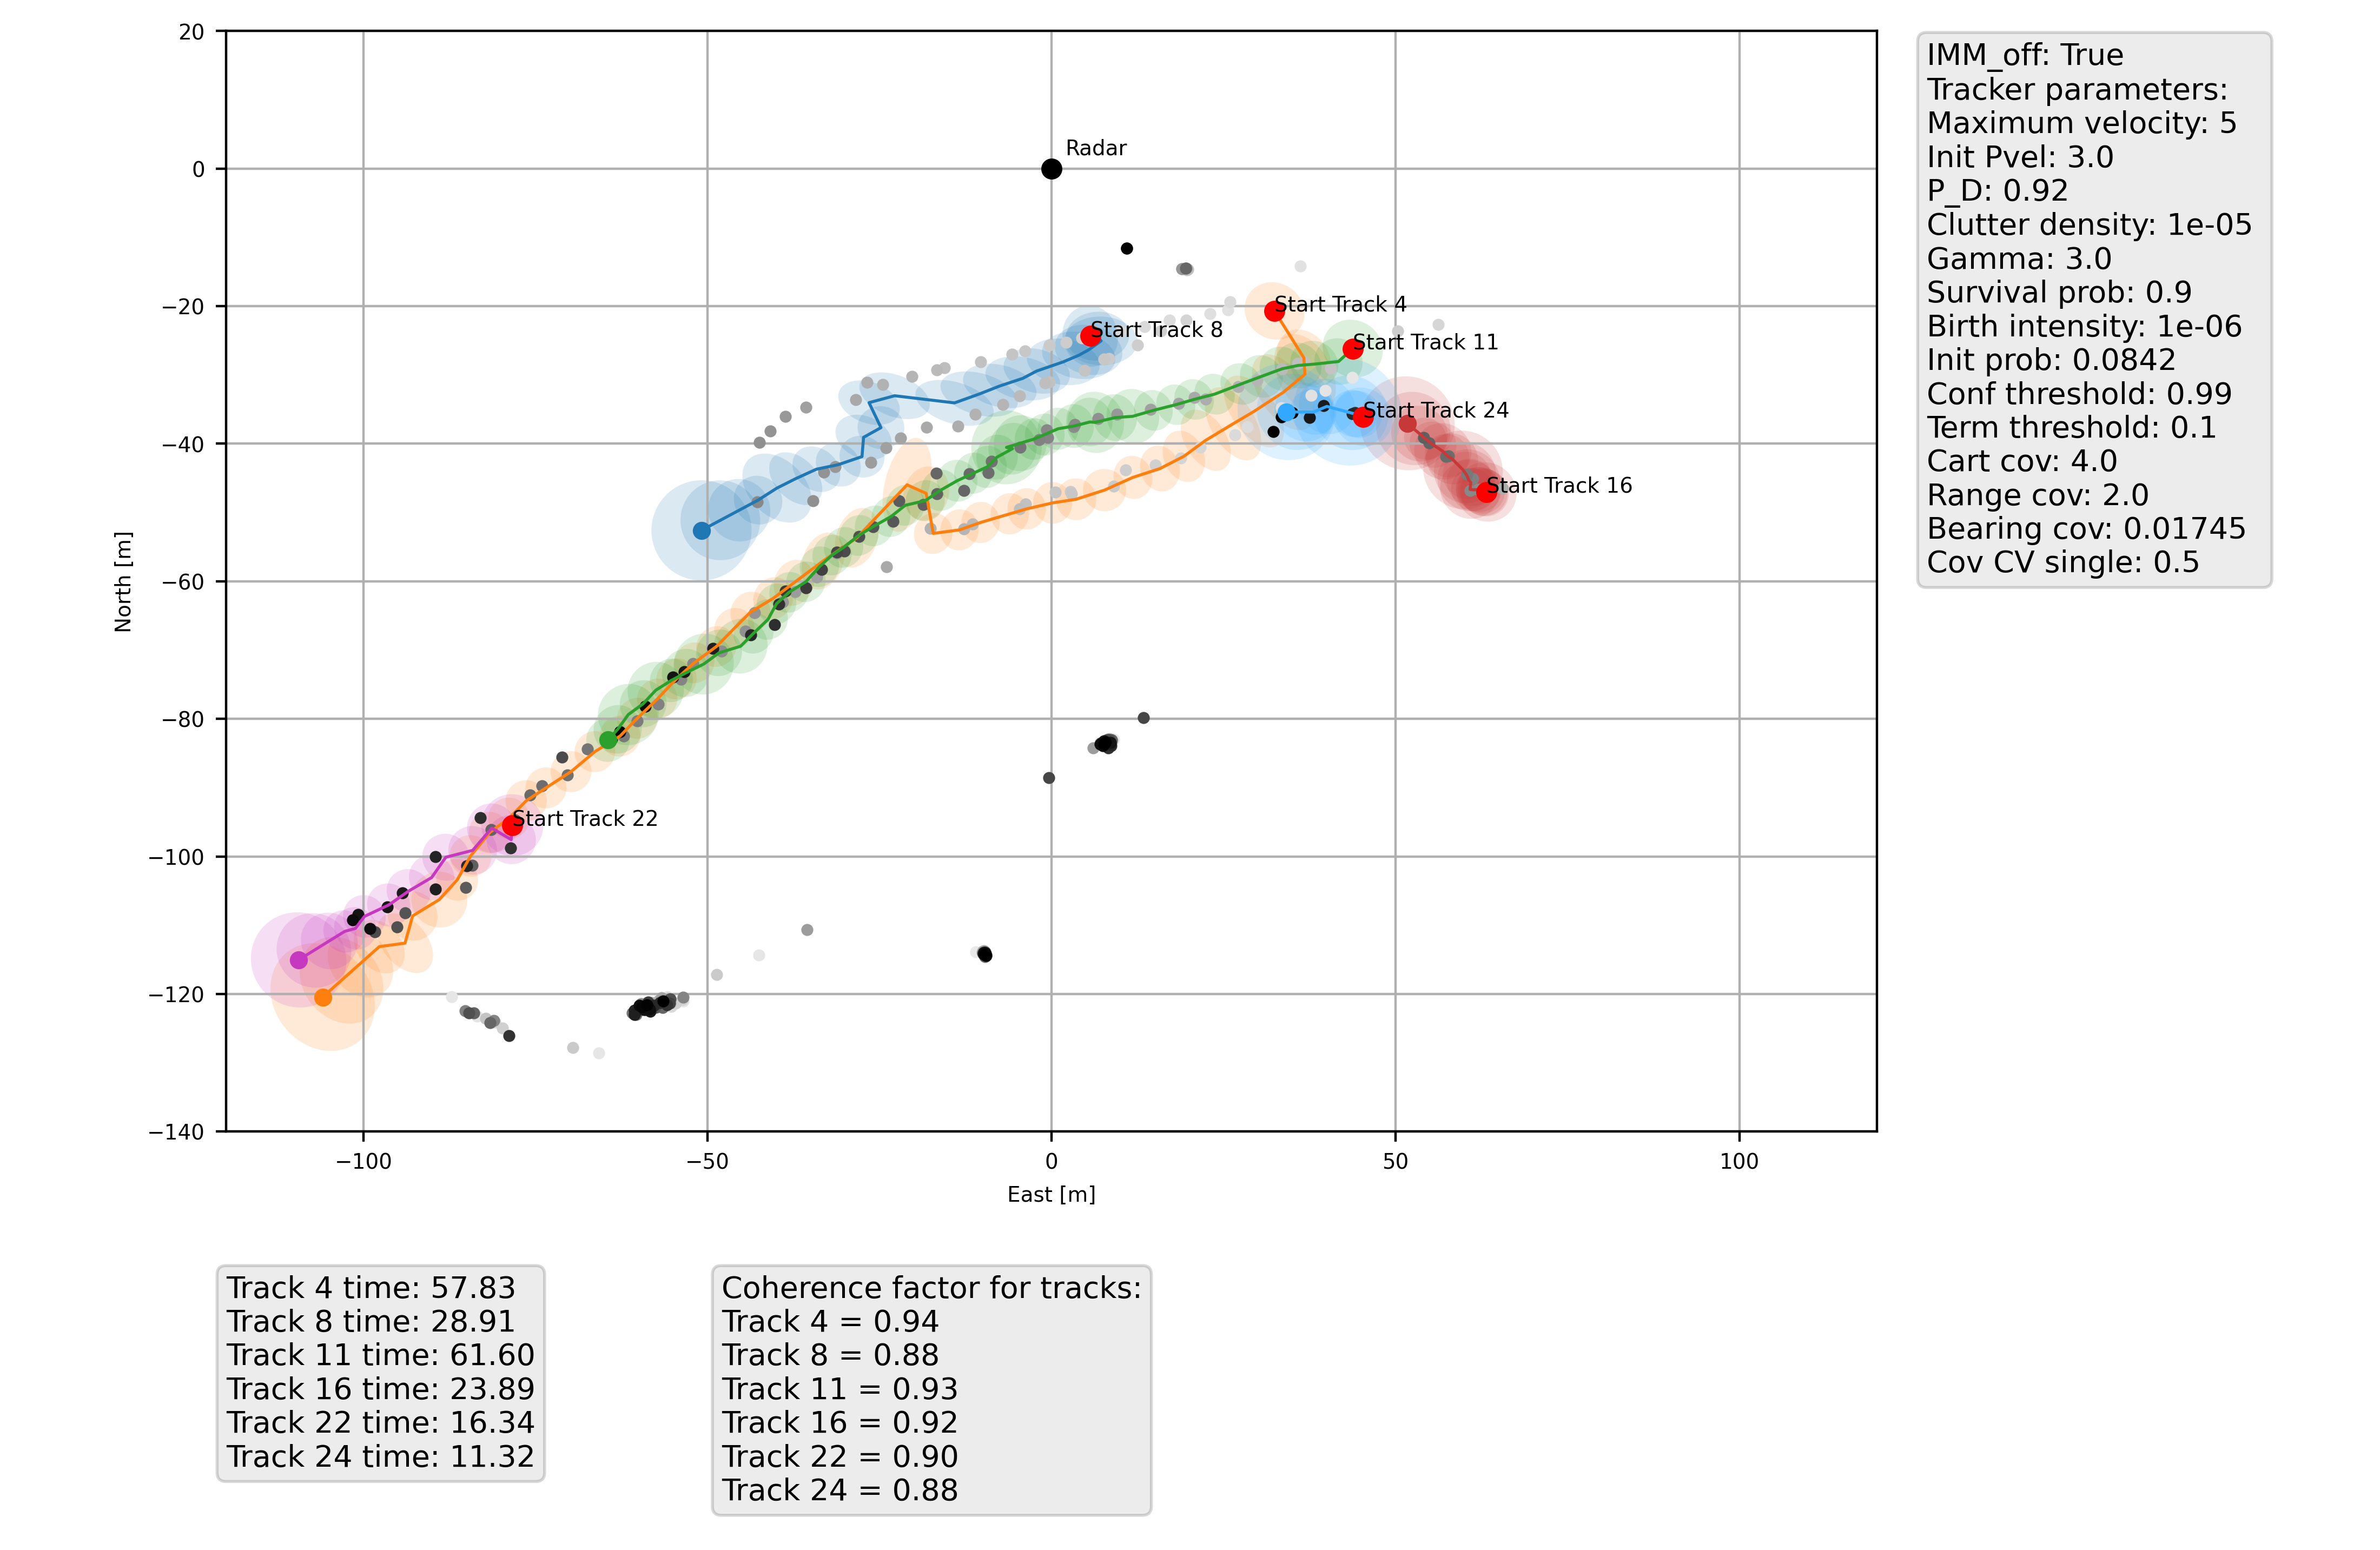 20
0
−20
−40
−60
−80
−100
−120
−140
−100
−50
0
50
100
North [m]
East [m]
Radar
Start Track 4
Start Track 8
Start Track 11
Start Track 24
Start Track 16
Start Track 22
IMM_off: True
Tracker parameters:
Maximum velocity: 5
Init Pvel: 3.0
P_D: 0.92
Clutter density: 1e-05
Gamma: 3.0
Survival prob: 0.9
Birth intensity: 1e-06
Init prob: 0.0842
Conf threshold: 0.99
Term threshold: 0.1
Cart cov: 4.0
Range cov: 2.0
Bearing cov: 0.01745
Cov CV single: 0.5
Track 4 time: 57.83
Track 8 time: 28.91
Track 11 time: 61.60
Track 16 time: 23.89
Track 22 time: 16.34
Track 24 time: 11.32
Coherence factor for tracks:
Track 4 = 0.94
Track 8 = 0.88
Track 11 = 0.93
Track 16 = 0.92
Track 22 = 0.90
Track 24 = 0.88